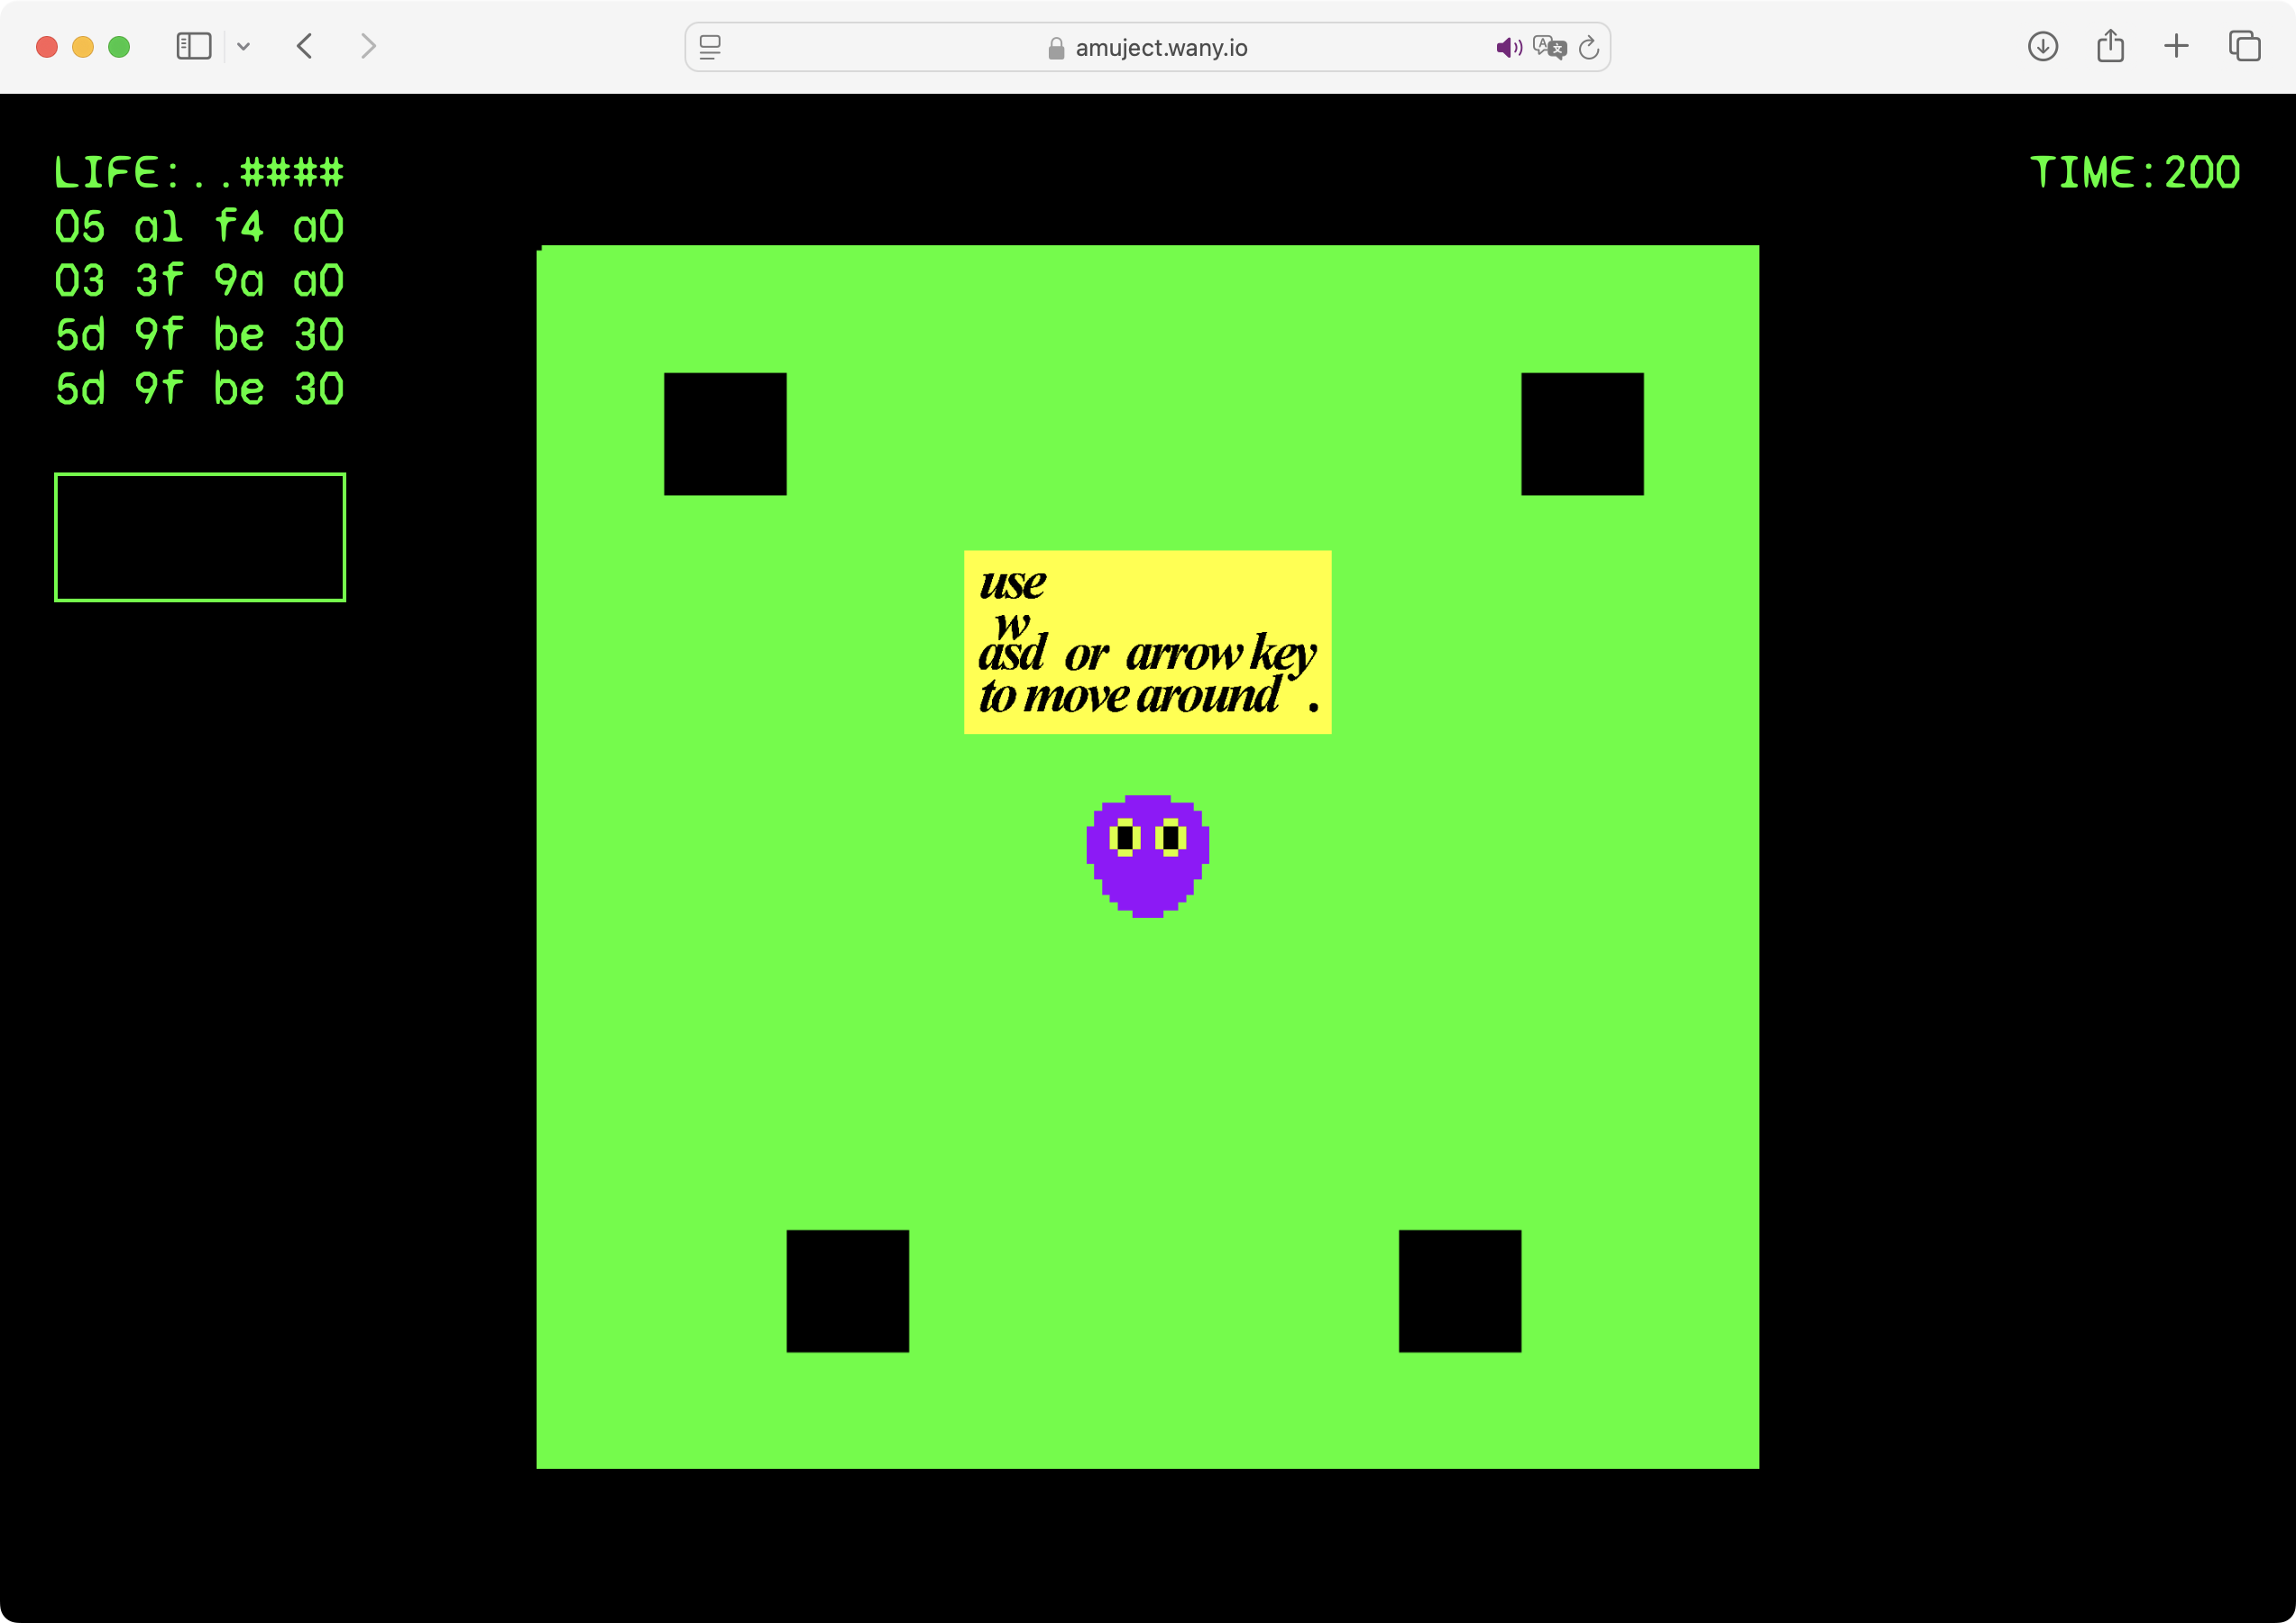 amuject.wany.io
LIFE:..####
TIME:200
05 a1 f4 a0
03 3f 9a a0
5d 9f be 30
5d 9f be 30
use
w
asd or arrow key
to move around .